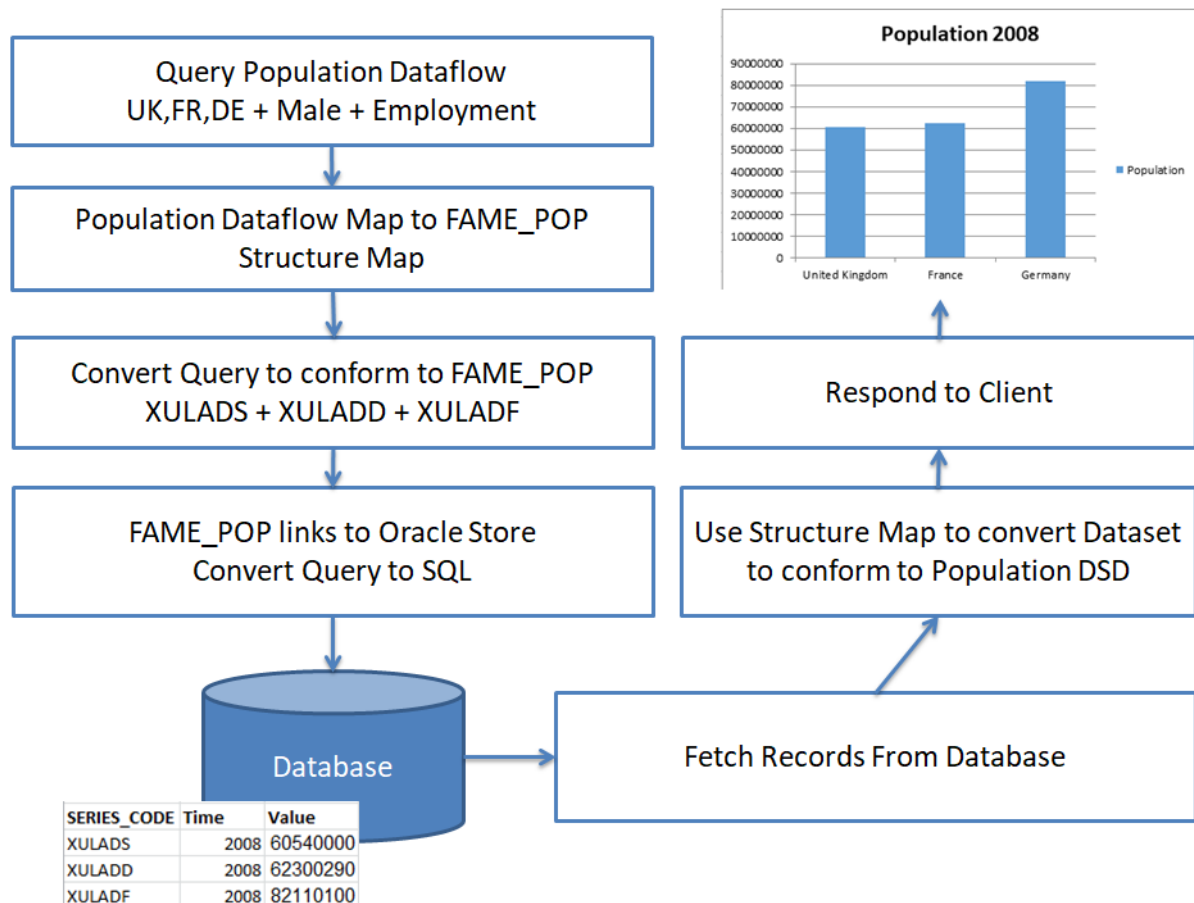 Query Population Dataflow
UK,FR,DE + Male + Employment
Population Dataflow Map to FAME_POP
Structure Map
Convert Query to conform to FAME_POP
XULADS + XULADD + XULADF
FAME_POP links to Oracle Store
Convert Query to SQL
Database
SERIES_CODE Time Value
XULADS 2008 60540000
XULADD 2008 62300290
XULADF 2008 82110100
Fetch Records From Database
Use Structure Map to convert Dataset
to conform to Population DSD
Respond to Client
Population 2008
90000000
80000000
70000000
60000000
50000000
40000000
30000000
20000000
10000000
0
United Kingdom France Germany
Population